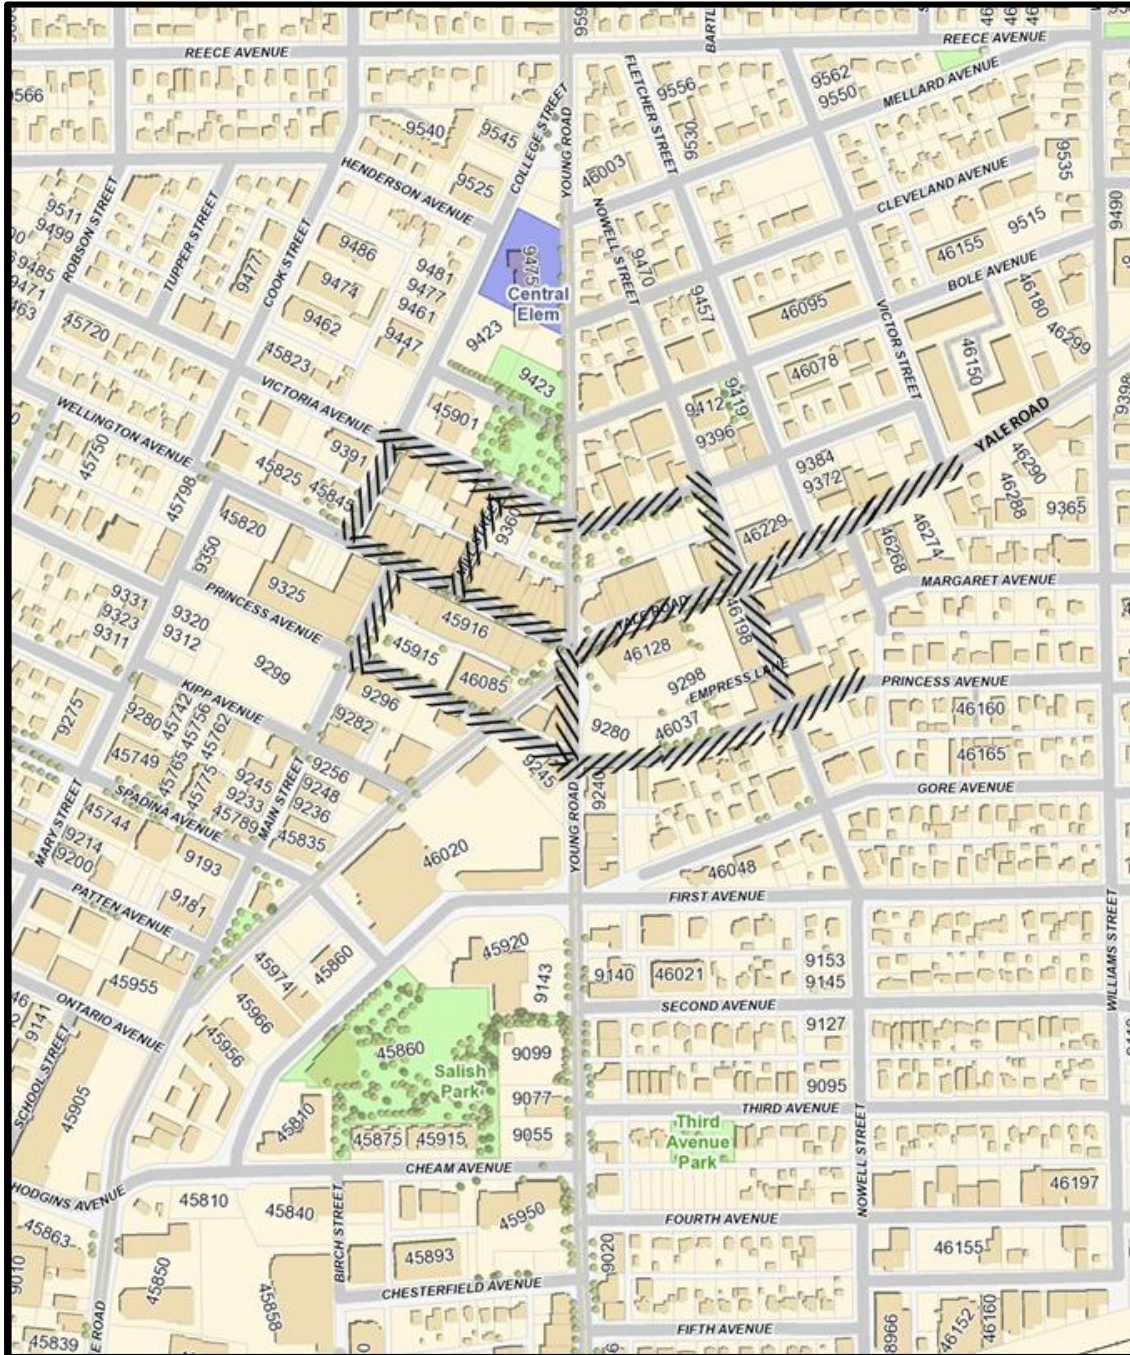 REECE AVENUE
REECE AVENUE
MELLARD AVENUE
FLETCHER STREET
9556
9562
9550
9530
9566
9540
9545
COLLEGE STREET
YOUNG ROAD
HENDERSON AVENUE
9525
46003
CLEVELAND AVENUE
9535
ROBSON STREET
TUPPER STREET
COOK STREET
9511
9499
9485
9471
9477
9486
9474
9462
9481
9477
9461
9447
9475
Central
Elem
NOWELL STREET
9470
9457
46155
9515
9490
BOLE AVENUE
46095
46180
46299
VICTOR STREET
46150
45720
45823
9423
9423
46078
VICTORIA AVENUE
45901
9412
9419
9396
9398
WELLINGTON AVENUE
45750
45798
45825
45845
9391
YALE ROAD
9384
9372
46290
46288
9365
45820
9350
46229
46268
46274
9325
PRINCESS AVENUE
MARGARET AVENUE
9331
9323
9311
9320
9312
45916
45915
46085
YALE ROAD
46198
46128
9298
EMPRESS LANE
9299
9296
9282
KIPP AVENUE
9280
46037
PRINCESS AVENUE
46160
46165
9275
9280
45742
45756
45762
45749
45765
45775
9245
9233
45789
MAIN STREET
9256
9248
9236
45835
9245
9240
YOUNG ROAD
GORE AVENUE
SPADINA AVENUE
MARY STREET
45744
9214
9200
9193
9181
46020
46048
FIRST AVENUE
PATTEN AVENUE
45955
45974
45860
45966
45956
45920
9143
9140
46021
9153
9145
WILLIAMS STREET
ONTARIO AVENUE
SECOND AVENUE
9141
SCHOOL STREET
45905
45860
Salish
Park
9099
9077
9055
9127
9095
45810
45875
45915
THIRD AVENUE
Third
Avenue
Park
CHEAM AVENUE
NOWELL STREET
HODGINS AVENUE
45810
45840
BIRCH STREET
45950
46197
FOURTH AVENUE
45863
9010
45850
45858
45893
9020
46155
CHESTERFIELD AVENUE
45839
E ROAD
FIFTH AVENUE
8966
46152
46160